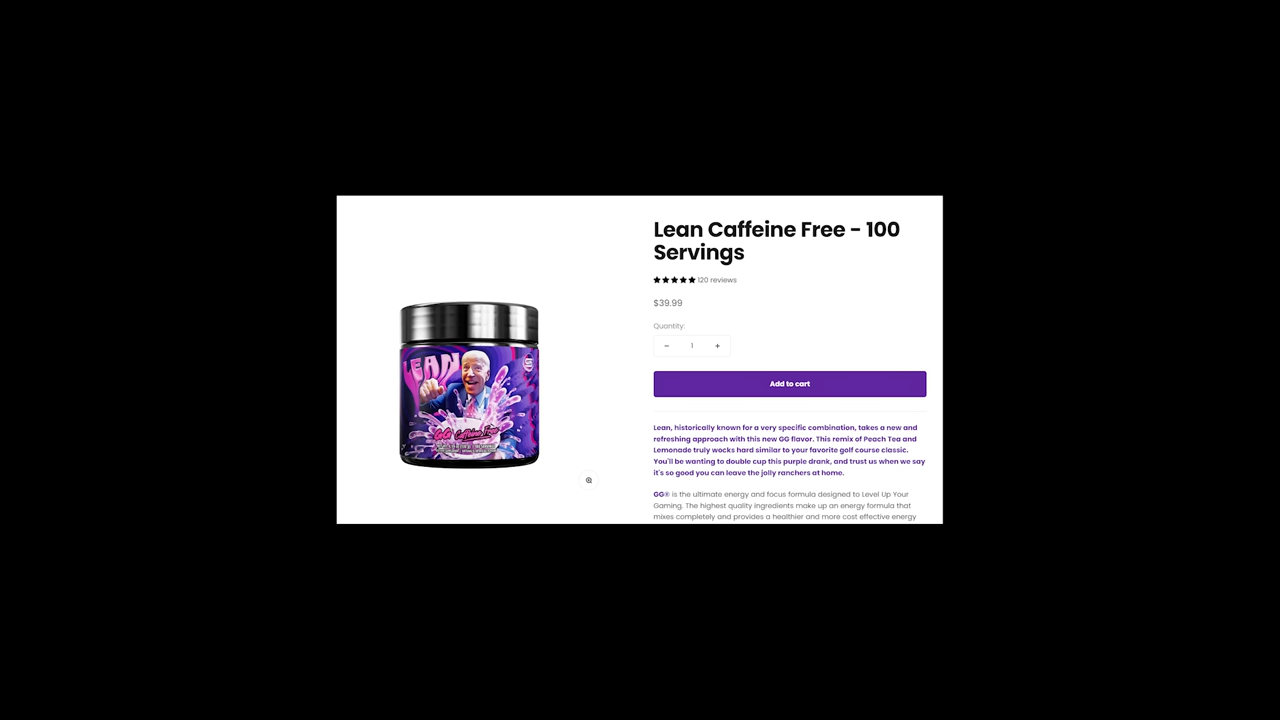 Lean Caffeine Free - 100
Servings
120 reviews
$39.99
Quantity:
− 1 +
Add to cart
LEAN
GG Caffeine Free
Lean, historically known for a very specific combination, takes a new and
refreshing approach with this new GG flavor. This remix of Peach Tea and
Lemonade truly wocks hard similar to your favorite golf course classic.
You'll be wanting to double cup this purple drank, and trust us when we say
it's so good you can leave the jolly ranchers at home.
GG® is the ultimate energy and focus formula designed to Level Up Your
Gaming. The highest quality ingredients make up an energy formula that
mixes completely and provides a healthier and more cost effective energy